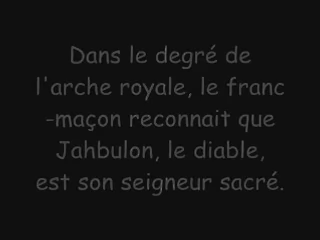 Dans le degré de
l'arche royale, le franc
-maçon reconnait que
Jahbulon, le diable,
est son seigneur sacré.